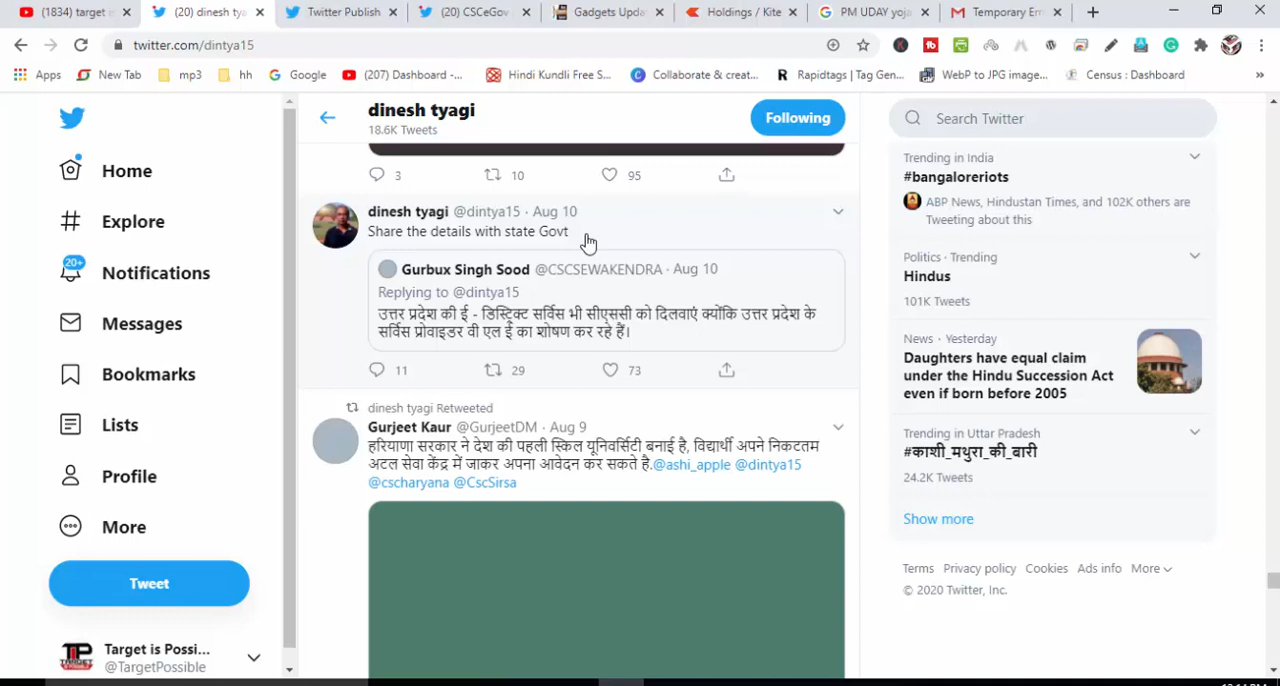 (1834) target is
(20) dinesh tya
Twitter Publish
(20) CSCeGov
Gadgets Upda
Holdings / Kite
PM UDAY yoja
Temporary Err
twitter.com/dintya15
Apps
New Tab
mp3
hh
Google
(207) Dashboard -...
Hindi Kundli Free S...
Collaborate & creat...
Rapidtags | Tag Gen...
WebP to JPG image...
Census : Dashboard
»
Home
Explore
20+
Notifications
Messages
Bookmarks
Lists
Profile
More
Tweet
Target is Possi...
@TargetPossible
dinesh tyagi
18.6K Tweets
Following
3 10 95
dinesh tyagi @dintya15 · Aug 10
Share the details with state Govt
Gurbux Singh Sood @CSCSEWAKENDRA · Aug 10
Replying to @dintya15
उत्तर प्रदेश की ई - डिस्ट्रिक्ट सर्विस भी सीएससी को दिलवाएं क्योंकि उत्तर प्रदेश के
सर्विस प्रोवाइडर वी एल ई का शोषण कर रहे हैं।
11 29 73
dinesh tyagi Retweeted
Gurjeet Kaur @GurjeetDM · Aug 9
हरियाणा सरकार ने देश की पहली स्किल यूनिवर्सिटी बनाई है, विद्यार्थी अपने निकटतम
अटल सेवा केंद्र में जाकर अपना आवेदन कर सकते है.@ashi_apple @dintya15
@cscharyana @CscSirsa
Search Twitter
Trending in India
#bangaloreriots
ABP News, Hindustan Times, and 102K others are
Tweeting about this
Politics · Trending
Hindus
101K Tweets
News · Yesterday
Daughters have equal claim
under the Hindu Succession Act
even if born before 2005
Trending in Uttar Pradesh
#काशी_मथुरा_की_बारी
24.2K Tweets
Show more
Terms Privacy policy Cookies Ads info More
© 2020 Twitter, Inc.